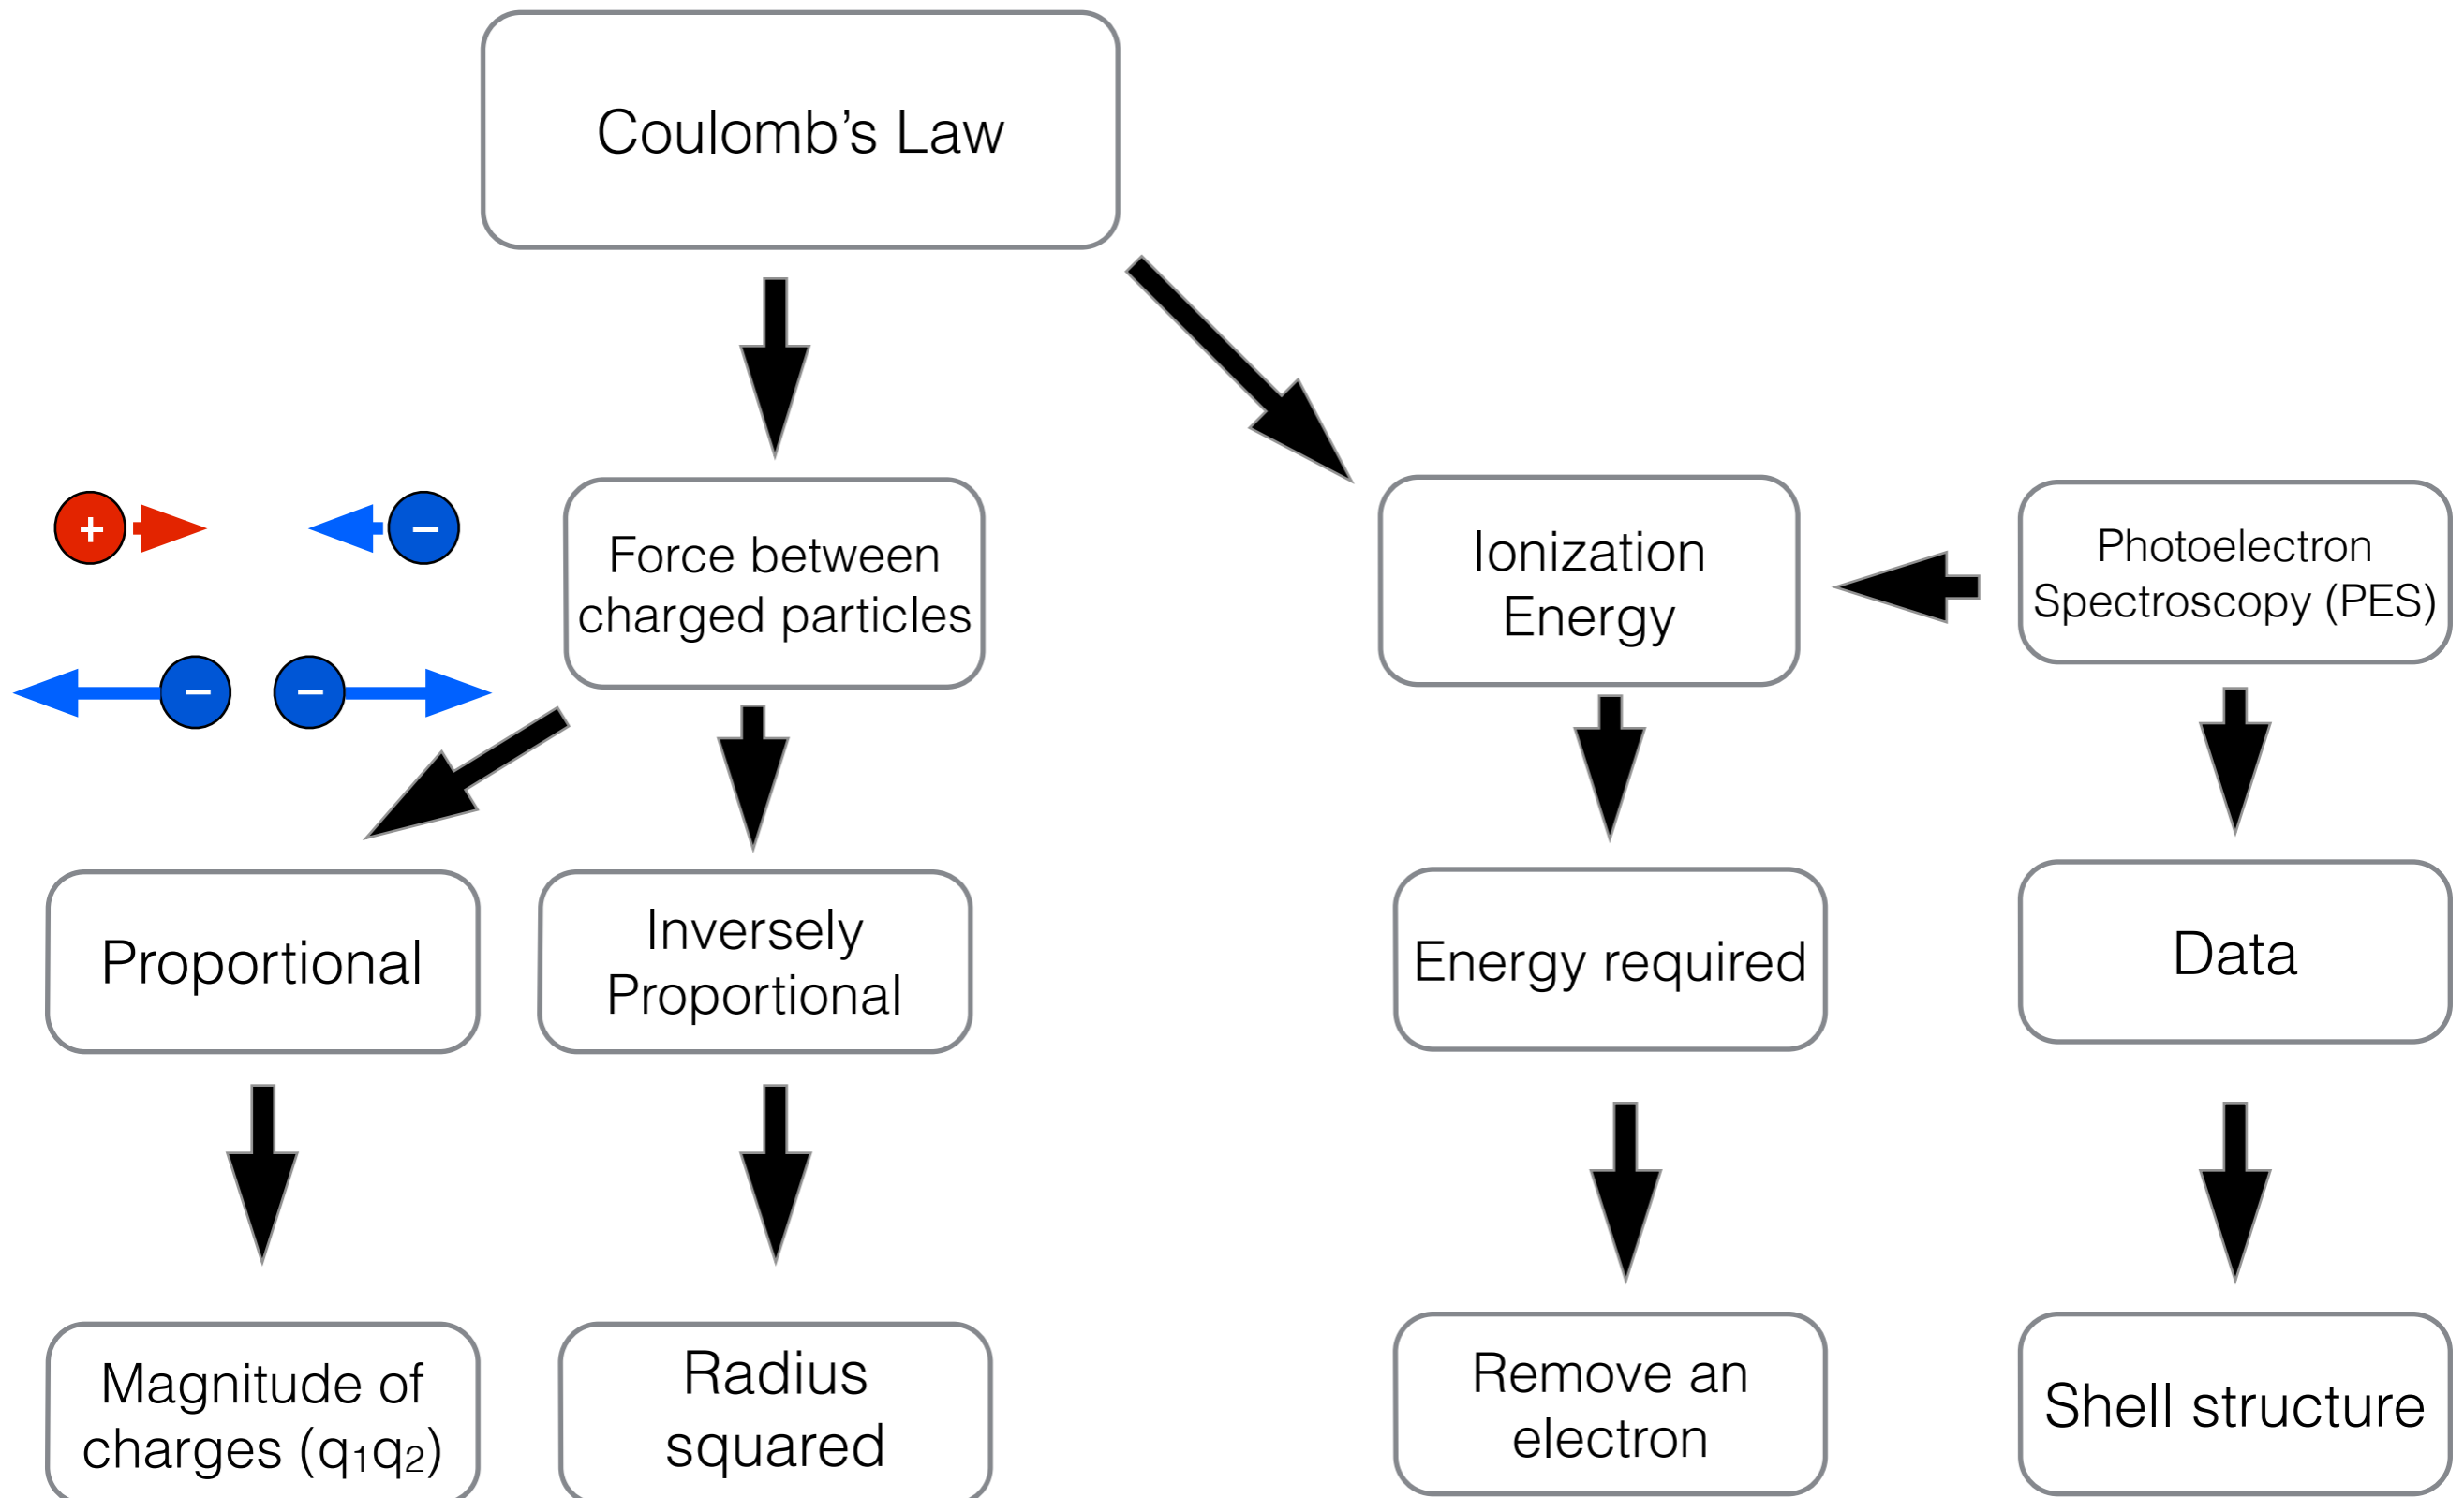 Coulomb’s Law
+
–
–
–
Force between
charged particles
Ionization
Energy
Photoelectron
Spectroscopy (PES)
Proportional
Inversely
Proportional
Energy required
Data
Magnitude of
charges (q₁q₂)
Radius
squared
Remove an
electron
Shell structure